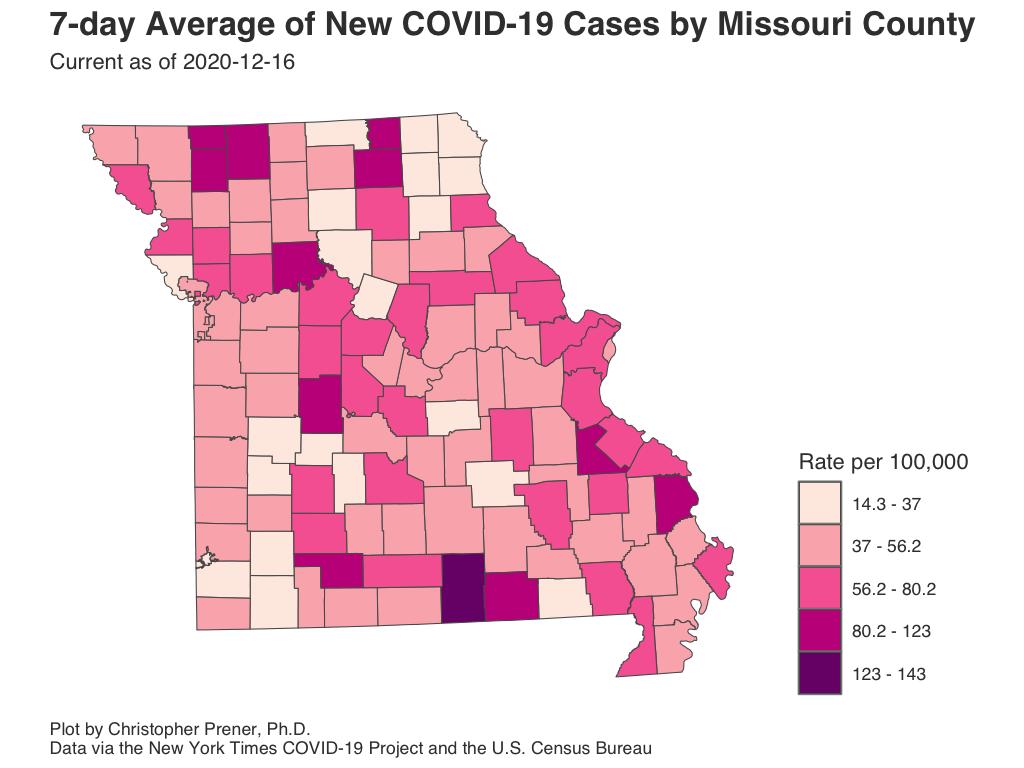 7-day Average of New COVID-19 Cases by Missouri County
Current as of 2020-12-16
Rate per 100,000
14.3 - 37
37 - 56.2
56.2 - 80.2
80.2 - 123
123 - 143
Plot by Christopher Prener, Ph.D.
Data via the New York Times COVID-19 Project and the U.S. Census Bureau